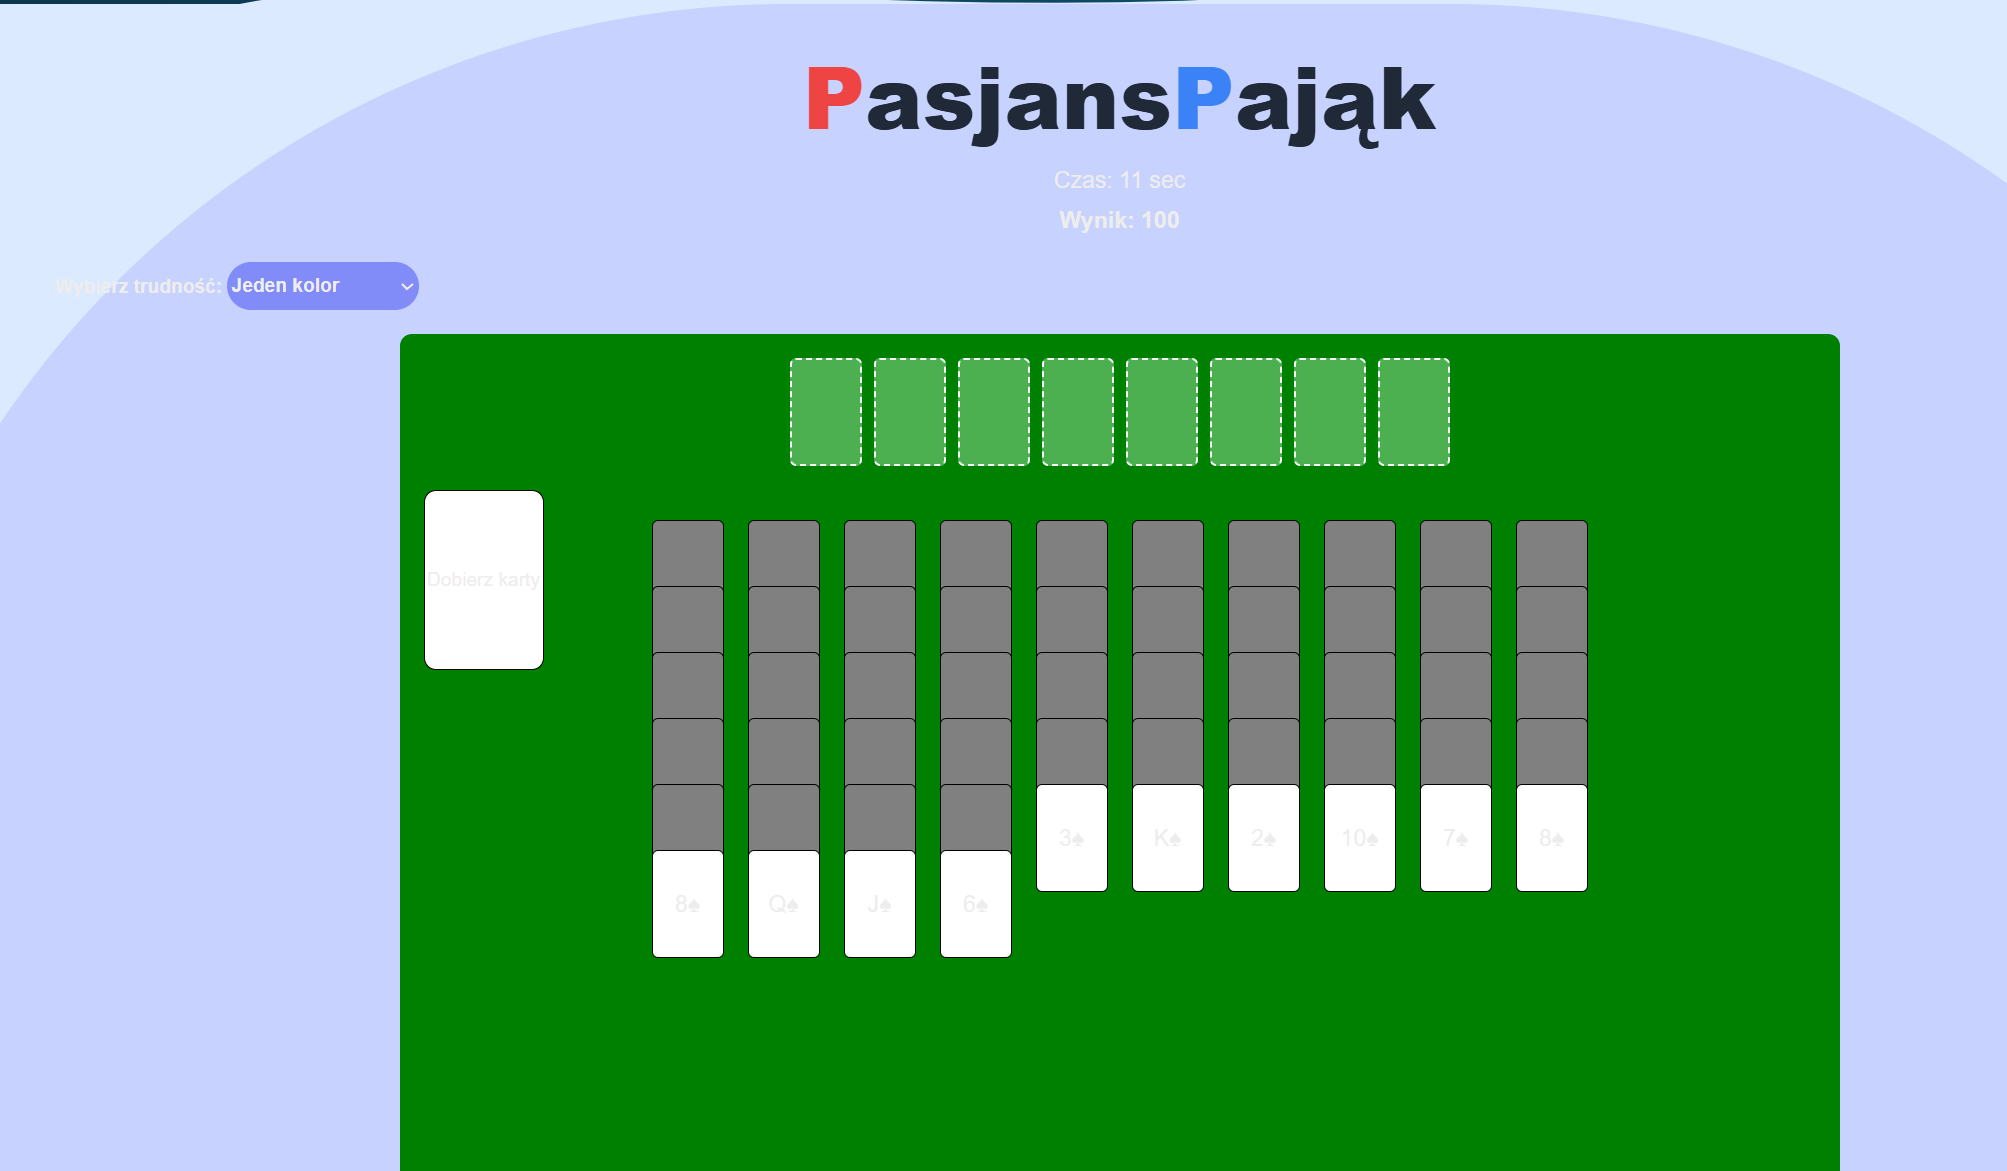 PasjansPająk
Czas: 11 sec
Wynik: 100
Wybierz trudność: Jeden kolor
Dobierz karty
3♠ K♠ 2♠ 10♠ 7♠ 8♠
8♠ Q♠ J♠ 6♠